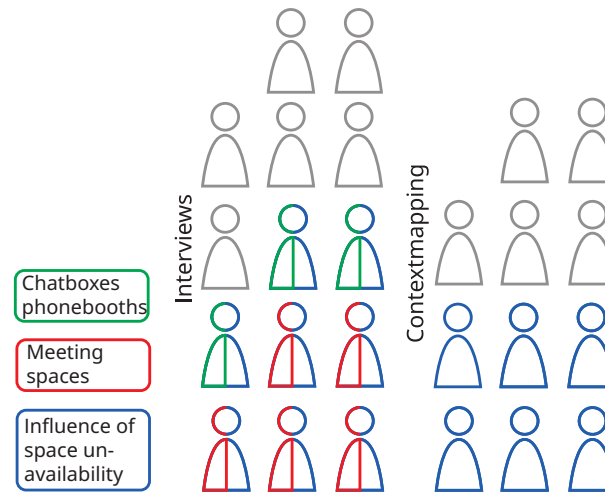 Interviews
Contextmapping
Chatboxes
phonebooths
Meeting
spaces
Influence of
space un-
availability